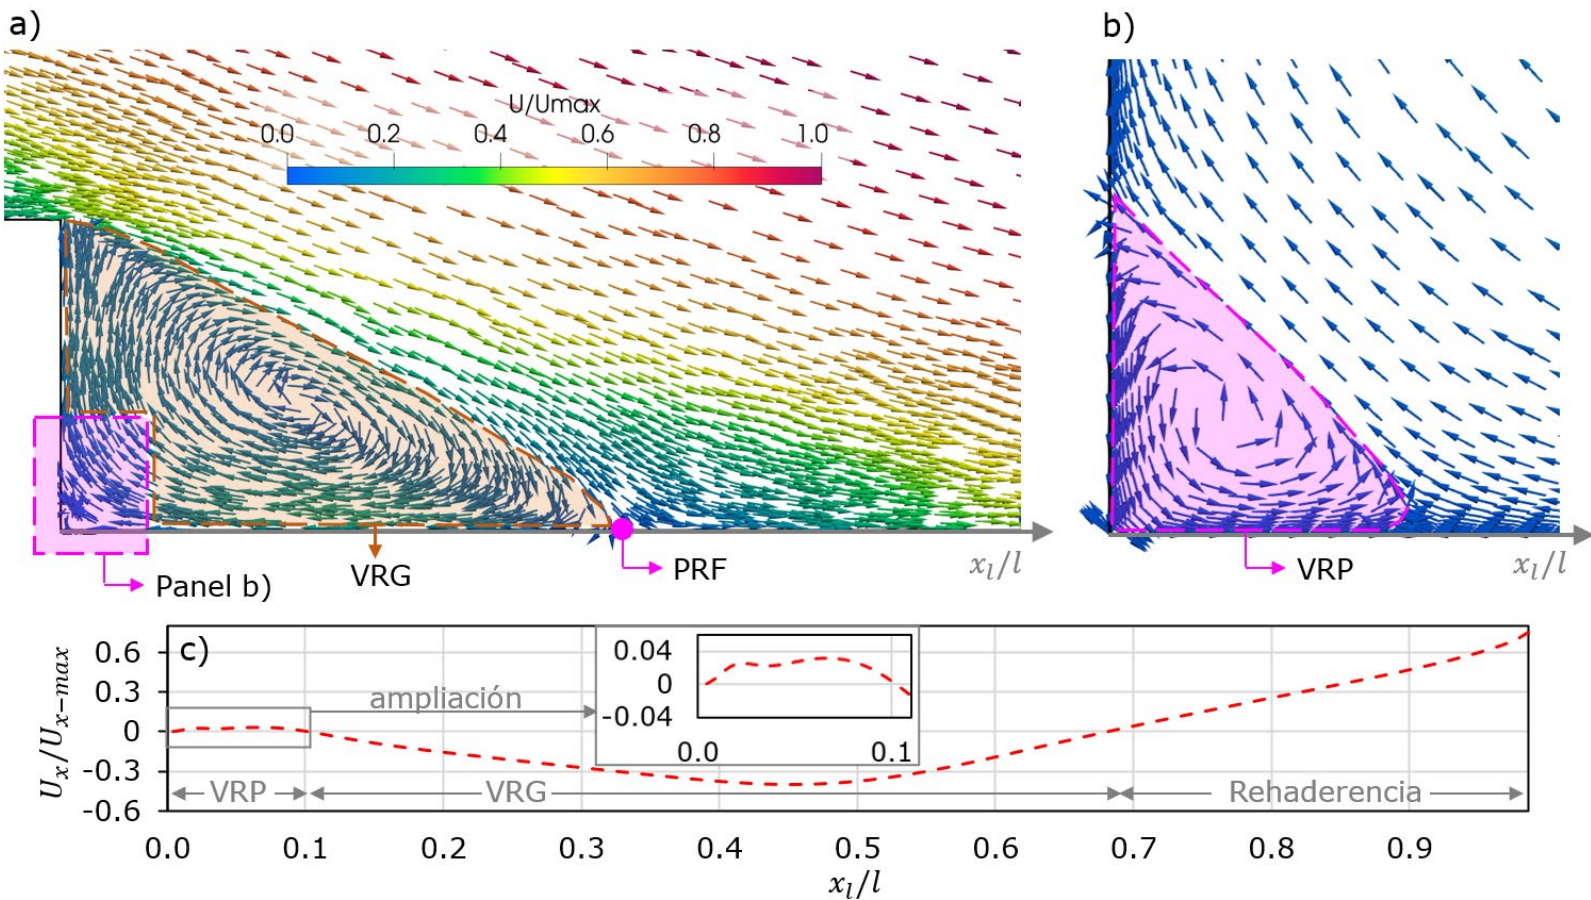 a)
b)
U/Umax
0.0 0.2 0.4 0.6 0.8 1.0
x_l/l
x_l/l
Panel b)
VRG
PRF
VRP
c)
U_x/U_{x−max}
0.6
0.3
0
-0.3
-0.6
ampliación
0.04
0
-0.04
0.0 0.1
VRP
VRG
Rehaderencia
0.0 0.1 0.2 0.3 0.4 0.5 0.6 0.7 0.8 0.9
x_l/l